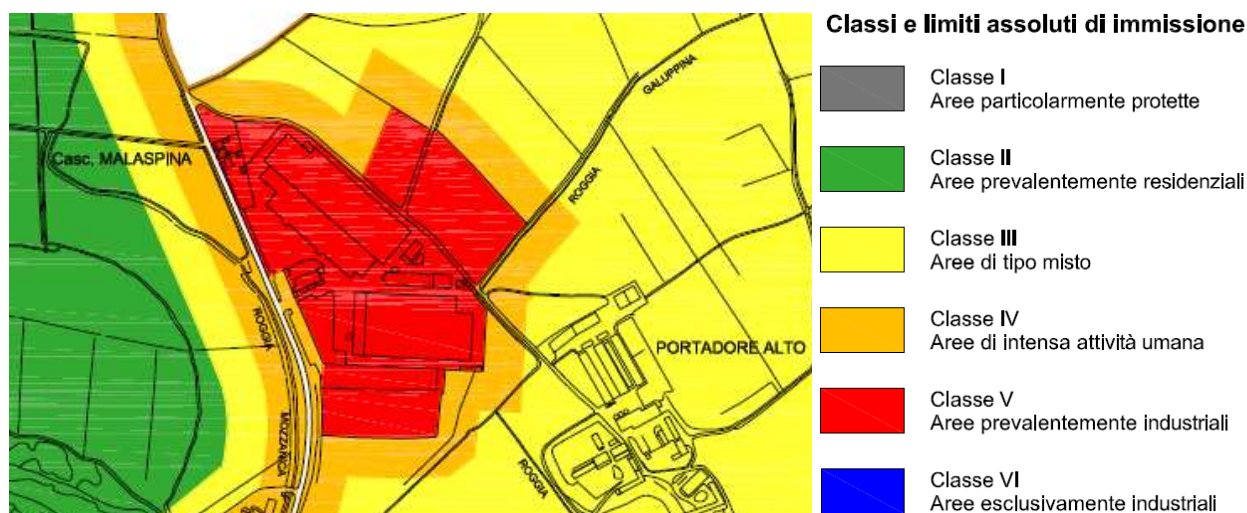 Classi e limiti assoluti di immissione
Classe I
Aree particolarmente protette
Classe II
Aree prevalentemente residenziali
Classe III
Aree di tipo misto
Classe IV
Aree di intensa attività umana
Classe V
Aree prevalentemente industriali
Classe VI
Aree esclusivamente industriali
GALUPPINA
Casc. MALASPINA
ROGGIA
ROGGIA
PORTADORE ALTO
MOZZANICA
ROGGIA